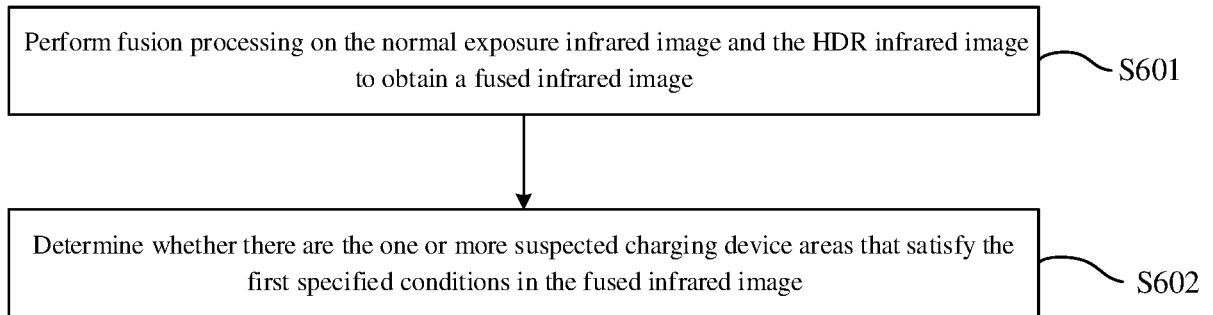 Perform fusion processing on the normal exposure infrared image and the HDR infrared image
to obtain a fused infrared image
S601
Determine whether there are the one or more suspected charging device areas that satisfy the
first specified conditions in the fused infrared image
S602